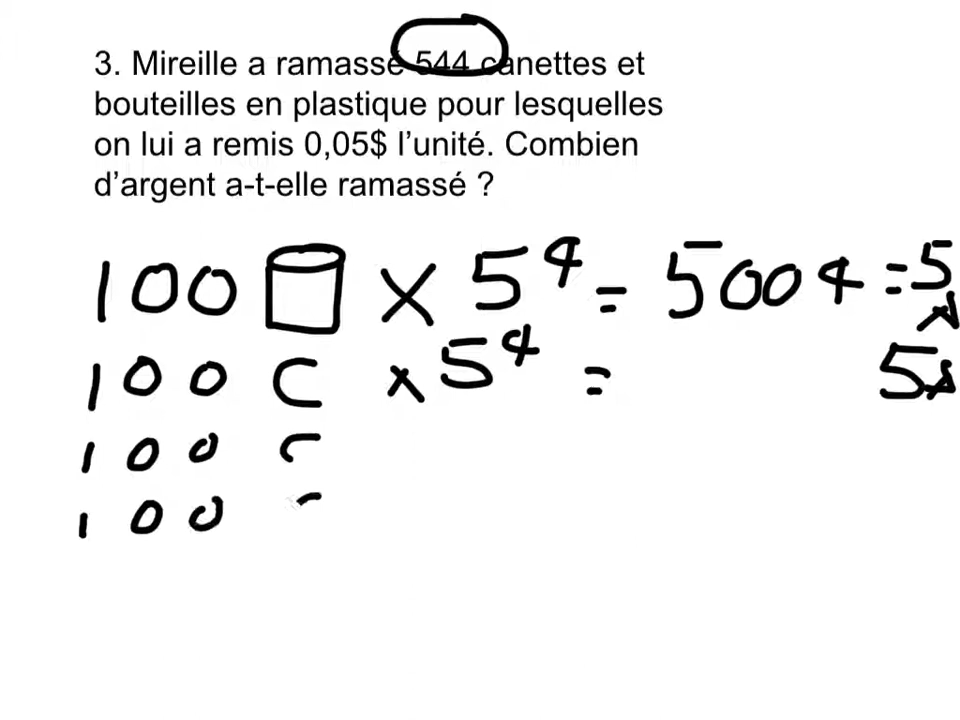 3. Mireille a ramassé 544 canettes et
bouteilles en plastique pour lesquelles
on lui a remis 0,05$ l’unité. Combien
d’argent a-t-elle ramassé ?
100 x 5¢ = 500¢ = 5
100 C x 5¢ = 5
100 C
100